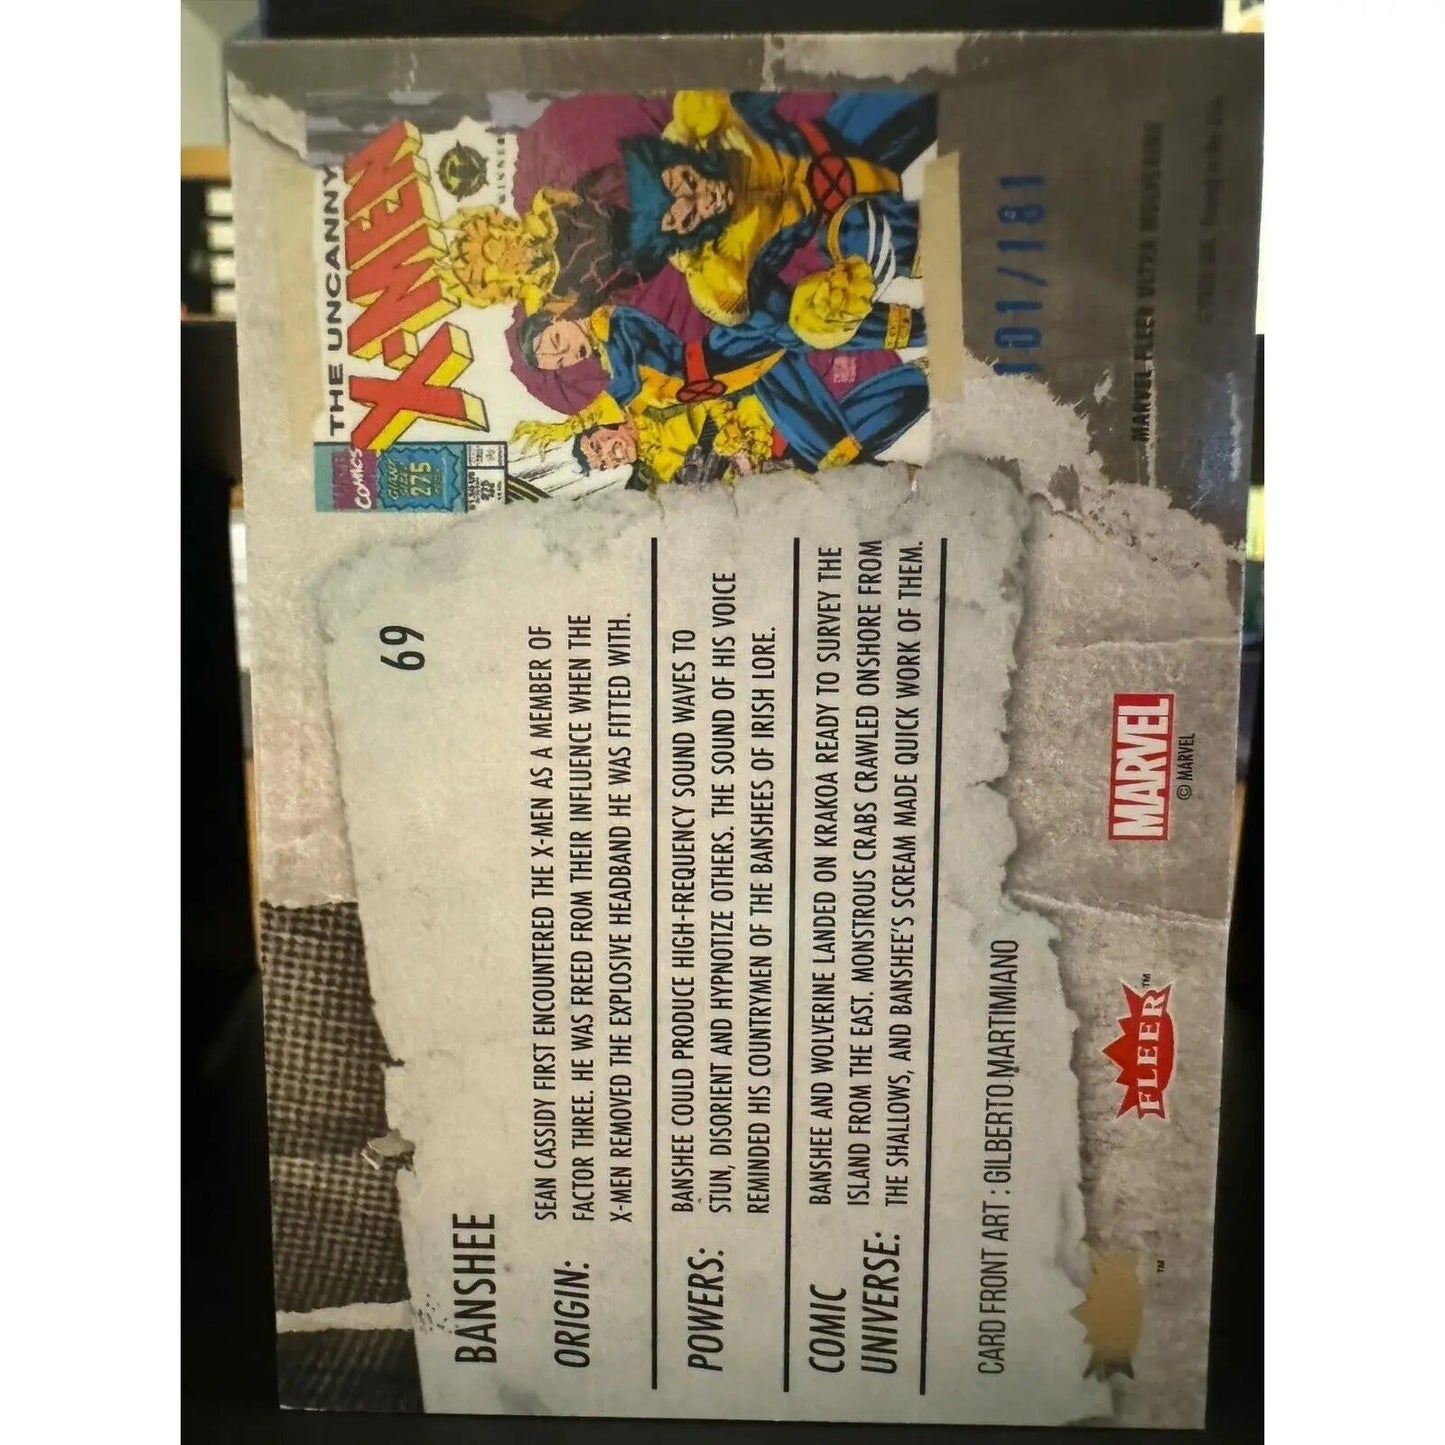 BANSHEE
69
ORIGIN:
SEAN CASSIDY FIRST ENCOUNTERED THE X-MEN AS A MEMBER OF
FACTOR THREE. HE WAS FREED FROM THEIR INFLUENCE WHEN THE
X-MEN REMOVED THE EXPLOSIVE HEADBAND HE WAS FITTED WITH.
POWERS:
BANSHEE COULD PRODUCE HIGH-FREQUENCY SOUND WAVES TO
STUN, DISORIENT AND HYPNOTIZE OTHERS. THE SOUND OF HIS VOICE
REMINDED HIS COUNTRYMEN OF THE BANSHEES OF IRISH LORE.
COMIC
UNIVERSE:
BANSHEE AND WOLVERINE LANDED ON KRAKOA READY TO SURVEY THE
ISLAND FROM THE EAST. MONSTROUS CRABS CRAWLED ONSHORE FROM
THE SHALLOWS, AND BANSHEE'S SCREAM MADE QUICK WORK OF THEM.
CARD FRONT ART : GILBERTO MARTIMIANO
TM
FLEER™
MARVEL
© MARVEL
COMICS
275
THE UNCANNY
X-MEN
101/181
MARVEL FLEER ULTRA WOLVERINE